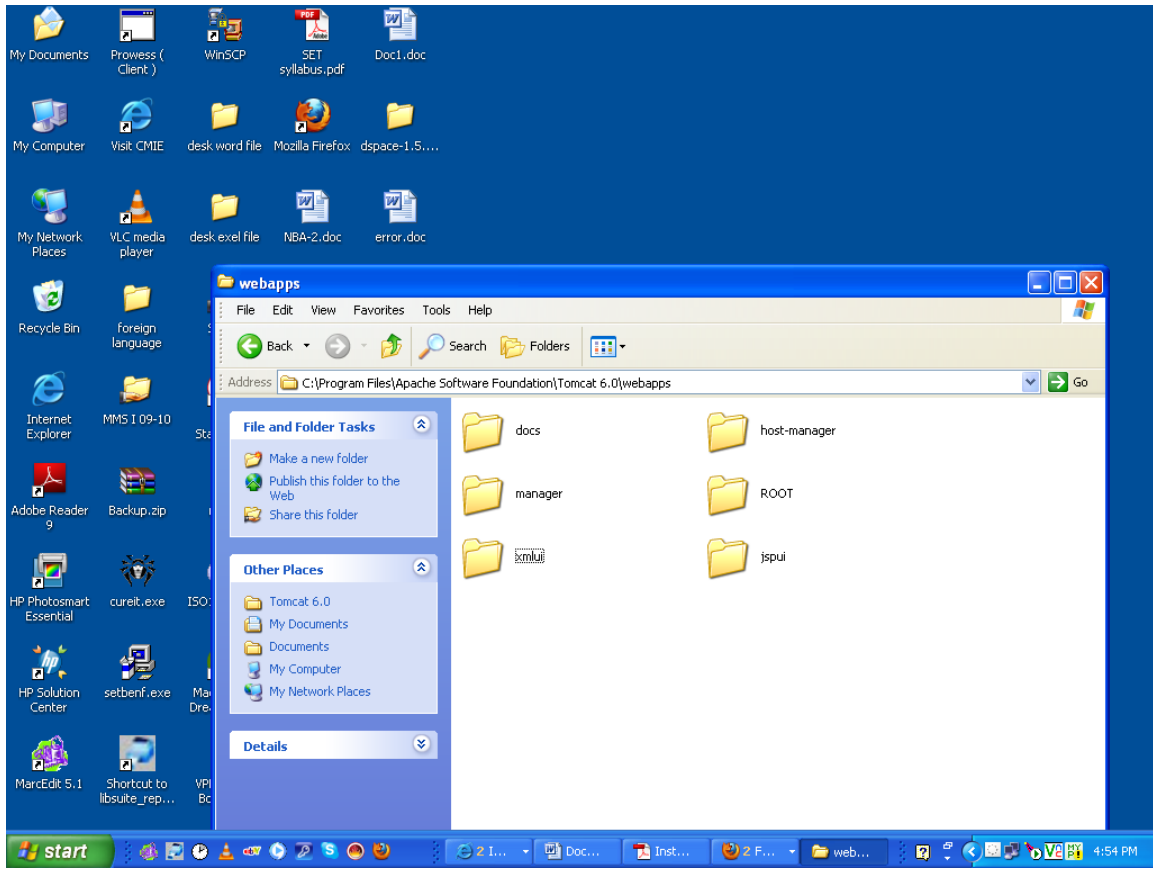 My Documents
Prowess (
Client )
WinSCP
PDF
Adobe
SET
syllabus.pdf
Doc1.doc
My Computer
Visit CMIE
desk word file
Mozilla Firefox
dspace-1.5....
My Network
Places
VLC media
player
desk exel file
NBA-2.doc
error.doc
Recycle Bin
foreign
language
Internet
Explorer
MMS I 09-10
Adobe Reader
9
Backup.zip
HP Photosmart
Essential
cureit.exe
ISO
HP Solution
Center
setbenf.exe
MarcEdit 5.1
Shortcut to
libsuite_rep...
webapps
File Edit View Favorites Tools Help
Back Search Folders
Address C:\Program Files\Apache Software Foundation\Tomcat 6.0\webapps Go
File and Folder Tasks
Make a new folder
Publish this folder to the
Web
Share this folder
Other Places
Tomcat 6.0
My Documents
Documents
My Computer
My Network Places
Details
docs
host-manager
manager
ROOT
xmlui
jspui
start
2 I...
Doc...
Inst...
2 F...
web...
4:54 PM